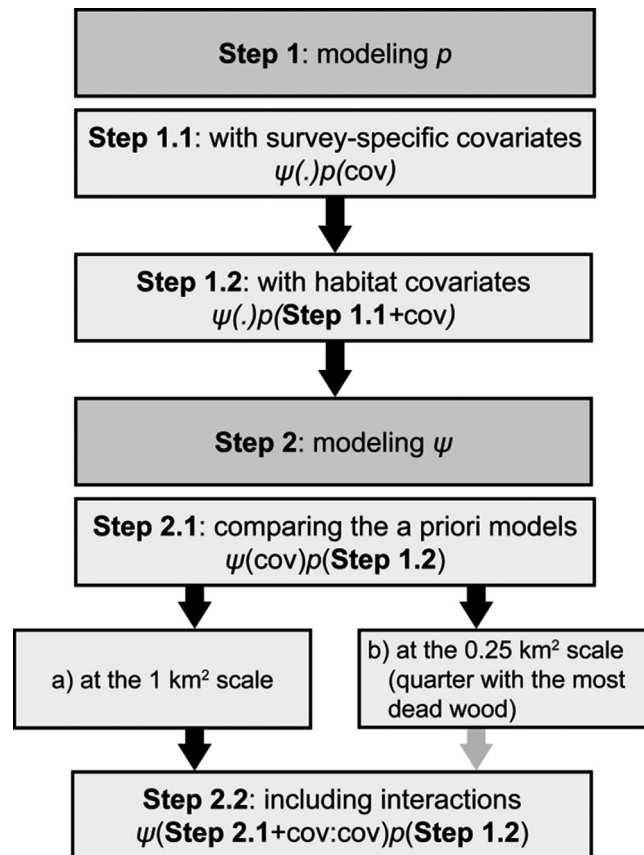 Step 1: modeling p
Step 1.1: with survey-specific covariates
ψ(.)p(cov)
Step 1.2: with habitat covariates
ψ(.)p(Step 1.1+cov)
Step 2: modeling ψ
Step 2.1: comparing the a priori models
ψ(cov)p(Step 1.2)
a) at the 1 km² scale
b) at the 0.25 km² scale
(quarter with the most
dead wood)
Step 2.2: including interactions
ψ(Step 2.1+cov:cov)p(Step 1.2)